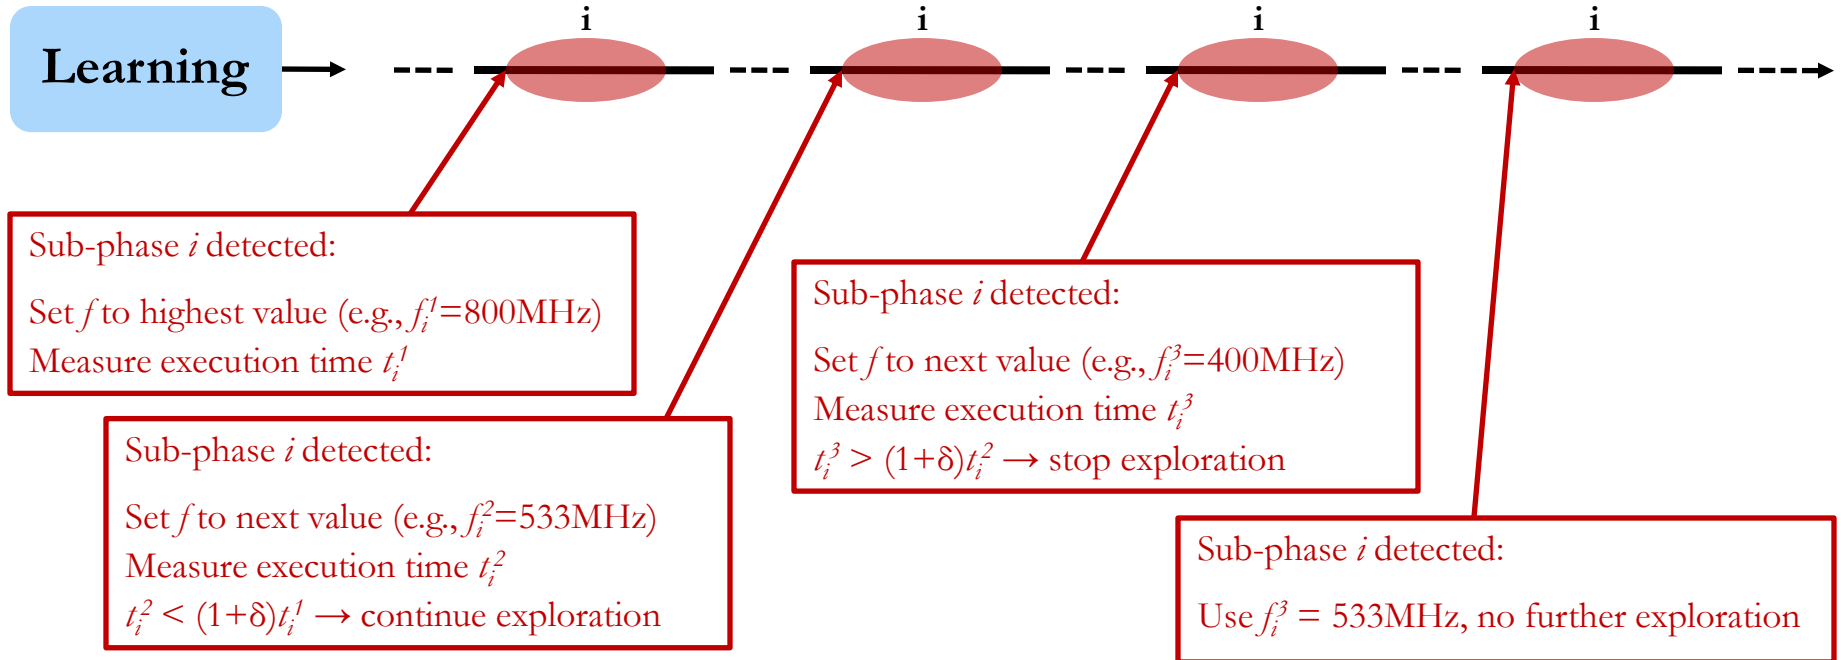 Learning
i
i
i
i
Sub-phase i detected:
Set f to highest value (e.g., fᵢ¹=800MHz)
Measure execution time tᵢ¹
Sub-phase i detected:
Set f to next value (e.g., fᵢ²=533MHz)
Measure execution time tᵢ²
tᵢ² < (1+δ)tᵢ¹ → continue exploration
Sub-phase i detected:
Set f to next value (e.g., fᵢ³=400MHz)
Measure execution time tᵢ³
tᵢ³ > (1+δ)tᵢ² → stop exploration
Sub-phase i detected:
Use fᵢ³ = 533MHz, no further exploration